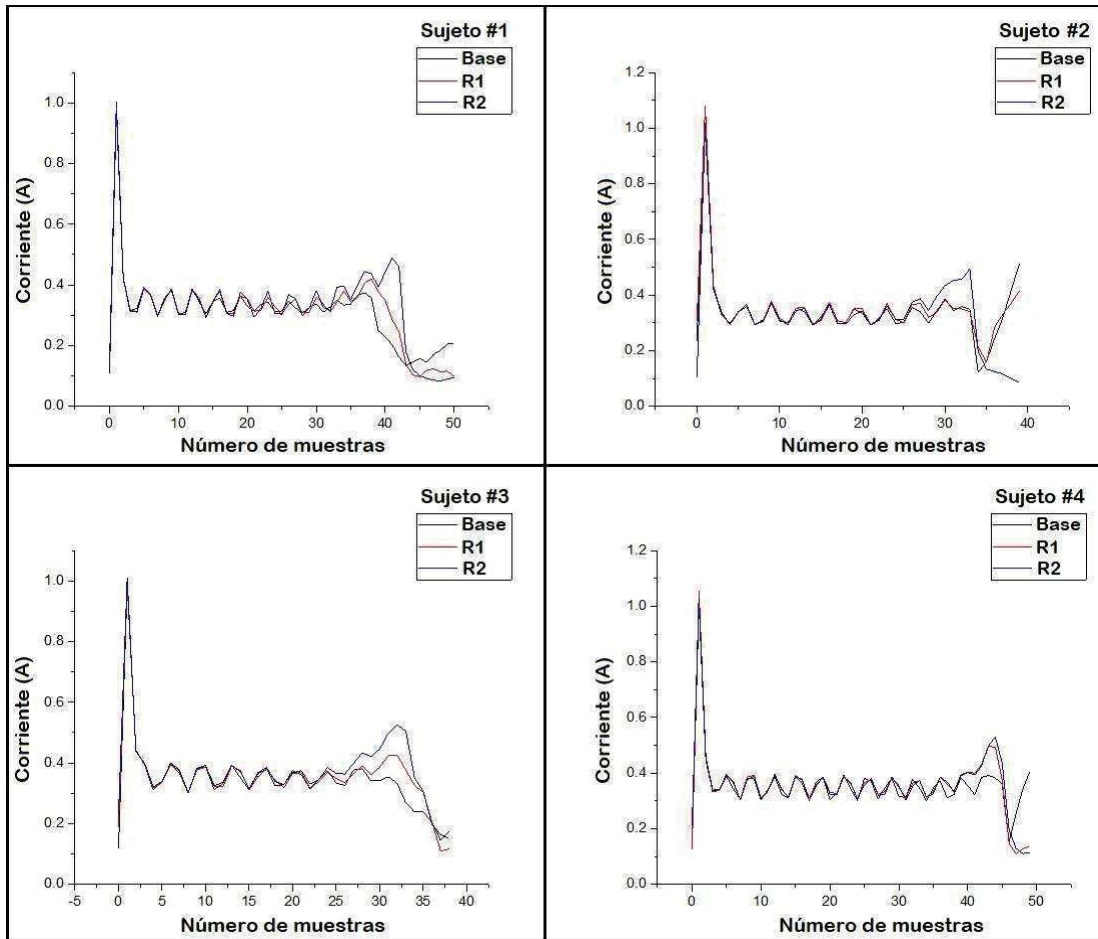 Sujeto #1
Base
R1
R2
Corriente (A)
1.0
0.8
0.6
0.4
0.2
0.0
0 10 20 30 40 50
Número de muestras
Sujeto #2
Base
R1
R2
Corriente (A)
1.2
1.0
0.8
0.6
0.4
0.2
0.0
0 10 20 30 40
Número de muestras
Sujeto #3
Base
R1
R2
Corriente (A)
1.0
0.8
0.6
0.4
0.2
0.0
-5 0 5 10 15 20 25 30 35 40
Número de muestras
Sujeto #4
Base
R1
R2
Corriente (A)
1.2
1.0
0.8
0.6
0.4
0.2
0.0
0 10 20 30 40 50
Número de muestras